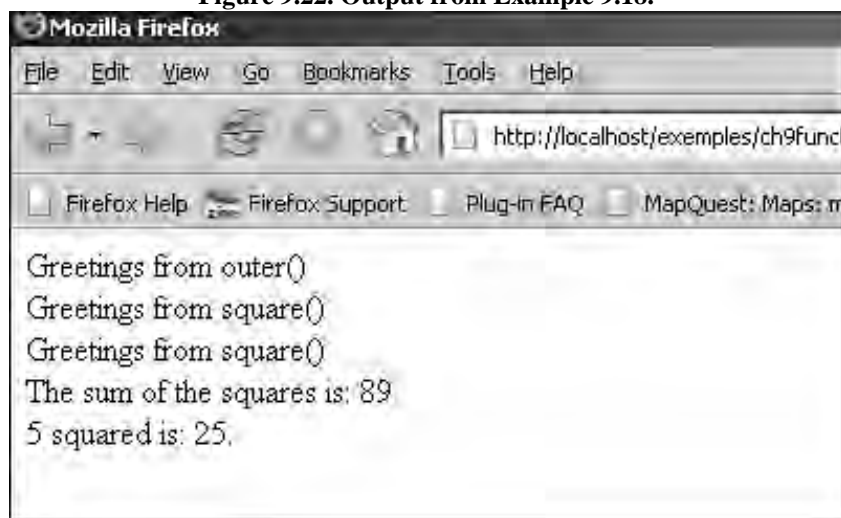 Figure 9.22. Output from Example 9.18.
Mozilla Firefox
File Edit View Go Bookmarks Tools Help
http://localhost/exemples/ch9func
Firefox Help Firefox Support Plug-in FAQ MapQuest: Maps: m
Greetings from outer()
Greetings from square()
Greetings from square()
The sum of the squares is: 89
5 squared is: 25.